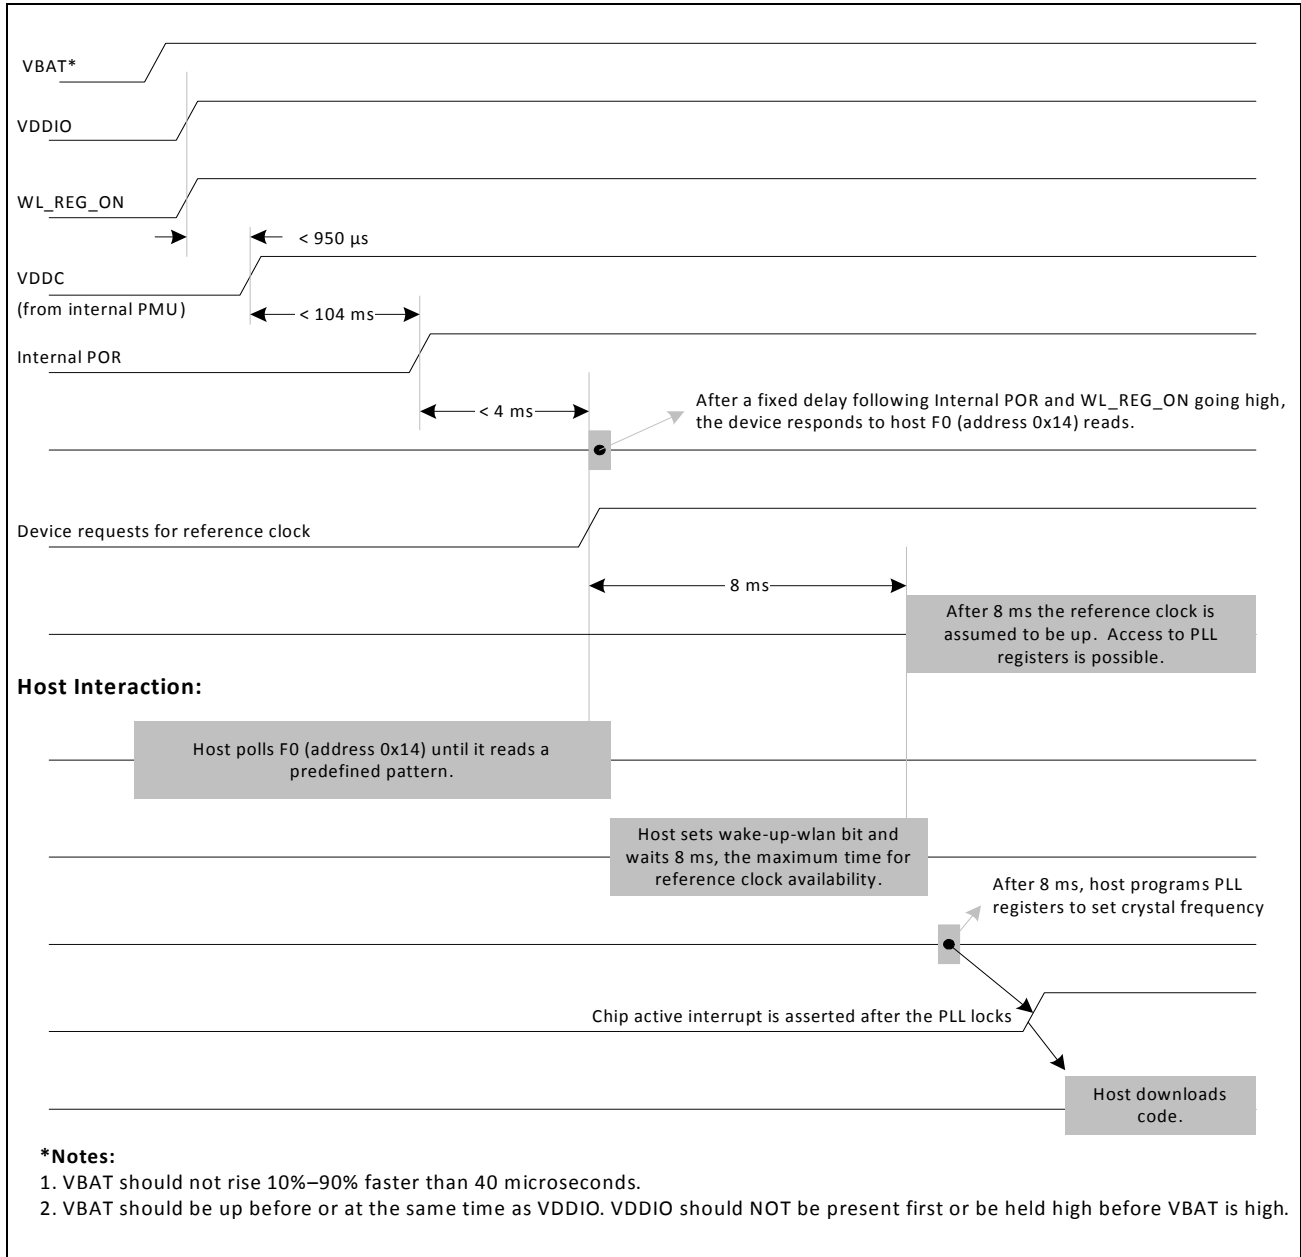 VBAT*
VDDIO
WL_REG_ON
< 950 µs
VDDC
(from internal PMU)
< 104 ms
Internal POR
< 4 ms
After a fixed delay following Internal POR and WL_REG_ON going high,
the device responds to host F0 (address 0x14) reads.
Device requests for reference clock
8 ms
After 8 ms the reference clock is
assumed to be up. Access to PLL
registers is possible.
Host Interaction:
Host polls F0 (address 0x14) until it reads a
predefined pattern.
Host sets wake-up-wlan bit and
waits 8 ms, the maximum time for
reference clock availability.
After 8 ms, host programs PLL
registers to set crystal frequency
Chip active interrupt is asserted after the PLL locks
Host downloads
code.
*Notes:
1. VBAT should not rise 10%–90% faster than 40 microseconds.
2. VBAT should be up before or at the same time as VDDIO. VDDIO should NOT be present first or be held high before VBAT is high.